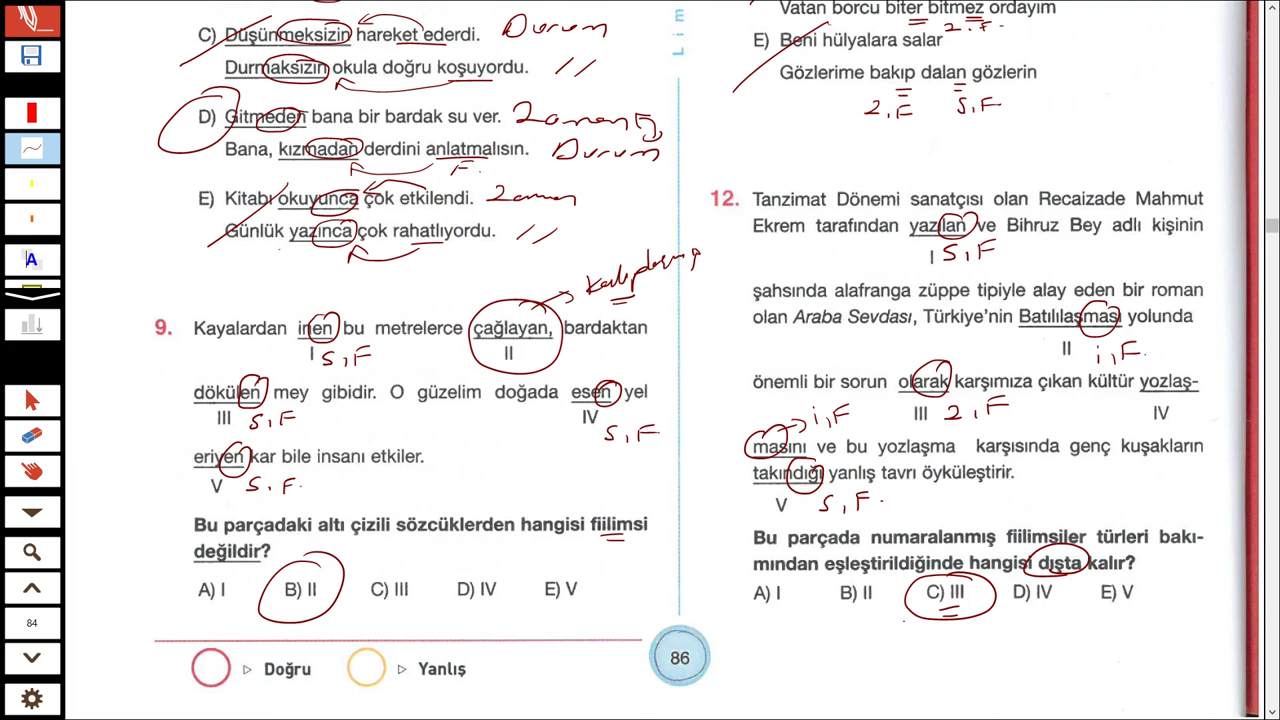 C) Düşünmeksizin hareket ederdi. Durum
Durmaksızın okula doğru koşuyordu. //
D) Gitmeden bana bir bardak su ver. Zaman F
Bana, kızmadan derdini anlatmalısın. Durum
F.
E) Kitabı okuyunca çok etkilendi. Zaman
Günlük yazınca çok rahatlıyordu. //
Kalıplaşmış
9. Kayalardan inen bu metrelerce çağlayan, bardaktan
I S, F II
dökülen mey gibidir. O güzelim doğada esen yel
III S, F IV S, F
eriyen kar bile insanı etkiler.
V S, F.
Bu parçadaki altı çizili sözcüklerden hangisi fiilimsi
değildir?
A) I B) II C) III D) IV E) V
Doğru Yanlış
Lim
86
Vatan borcu biter bitmez ordayım
Z.F.
E) Beni hülyalara salar
Gözlerime bakıp dalan gözlerin
Z,F S,F
12. Tanzimat Dönemi sanatçısı olan Recaizade Mahmut
Ekrem tarafından yazılan ve Bihruz Bey adlı kişinin
I S,F
şahsında alafranga züppe tipiyle alay eden bir roman
olan Araba Sevdası, Türkiye'nin Batılılaşması yolunda
II i,F.
önemli bir sorun olarak karşımıza çıkan kültür yozlaş-
III Z,F IV
i,F
masını ve bu yozlaşma karşısında genç kuşakların
takındığı yanlış tavrı öyküleştirir.
V S,F.
Bu parçada numaralanmış fiilimsiler türleri bakı-
mından eşleştirildiğinde hangisi dışta kalır?
A) I B) II C) III D) IV E) V
A
84